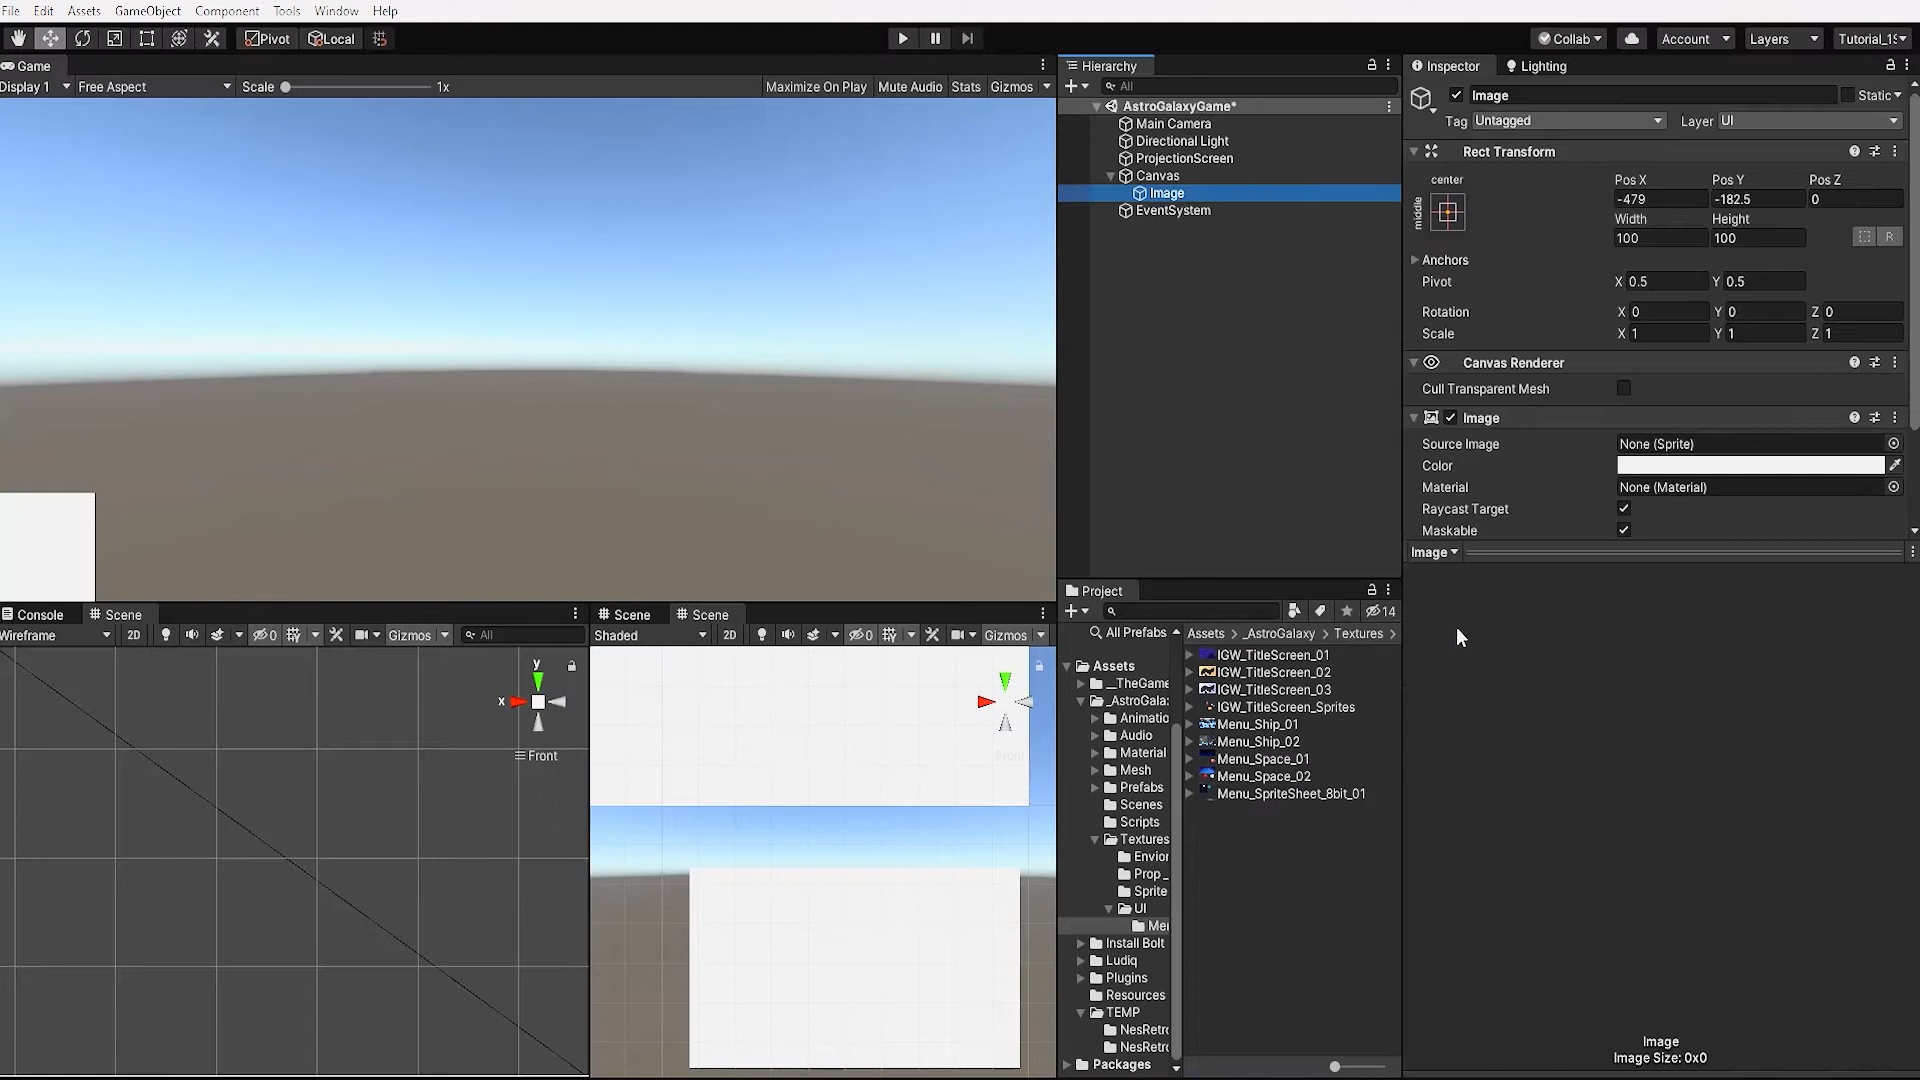 File Edit Assets GameObject Component Tools Window Help
Pivot Local Collab Account Layers Tutorial_1
Game
Display 1 Free Aspect Scale 1x Maximize On Play Mute Audio Stats Gizmos
Hierarchy
All
AstroGalaxyGame*
Main Camera
Directional Light
ProjectionScreen
Canvas
Image
EventSystem
Inspector Lighting
Image Static
Tag Untagged Layer UI
Rect Transform
center Pos X Pos Y Pos Z
middle -479 -182.5 0
Width Height
100 100 R
Anchors
Pivot X 0.5 Y 0.5
Rotation X 0 Y 0 Z 0
Scale X 1 Y 1 Z 1
Canvas Renderer
Cull Transparent Mesh
Image
Source Image None (Sprite)
Color
Material None (Material)
Raycast Target
Maskable
Image
Console Scene
Wireframe 2D 0 Gizmos All
y
x
Front
Scene Scene
Shaded 2D 0 Gizmos
Front
Project
14
All Prefabs
Assets
__TheGame
_AstroGala
Animatio
Audio
Material
Mesh
Prefabs
Scenes
Scripts
Textures
Envior
Prop_
Sprite
UI
Mer
Install Bolt
Ludiq
Plugins
Resources
TEMP
NesRetro
NesRetro
Packages
Assets > _AstroGalaxy > Textures >
IGW_TitleScreen_01
IGW_TitleScreen_02
IGW_TitleScreen_03
IGW_TitleScreen_Sprites
Menu_Ship_01
Menu_Ship_02
Menu_Space_01
Menu_Space_02
Menu_SpriteSheet_8bit_01
Image
Image Size: 0x0